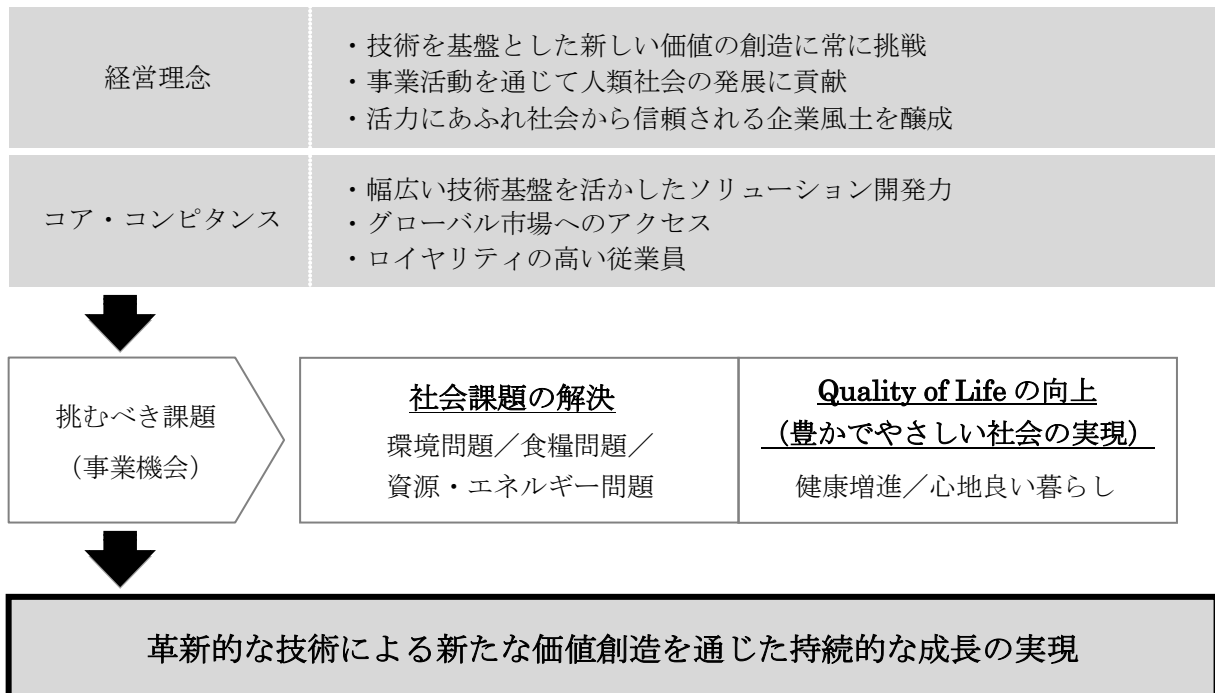 経営理念
・技術を基盤とした新しい価値の創造に常に挑戦
・事業活動を通じて人類社会の発展に貢献
・活力にあふれ社会から信頼される企業風土を醸成
コア・コンピタンス
・幅広い技術基盤を活かしたソリューション開発力
・グローバル市場へのアクセス
・ロイヤリティの高い従業員
挑むべき課題
（事業機会）
社会課題の解決
環境問題／食糧問題／
資源・エネルギー問題
Quality of Life の向上
（豊かでやさしい社会の実現）
健康増進／心地良い暮らし
革新的な技術による新たな価値創造を通じた持続的な成長の実現